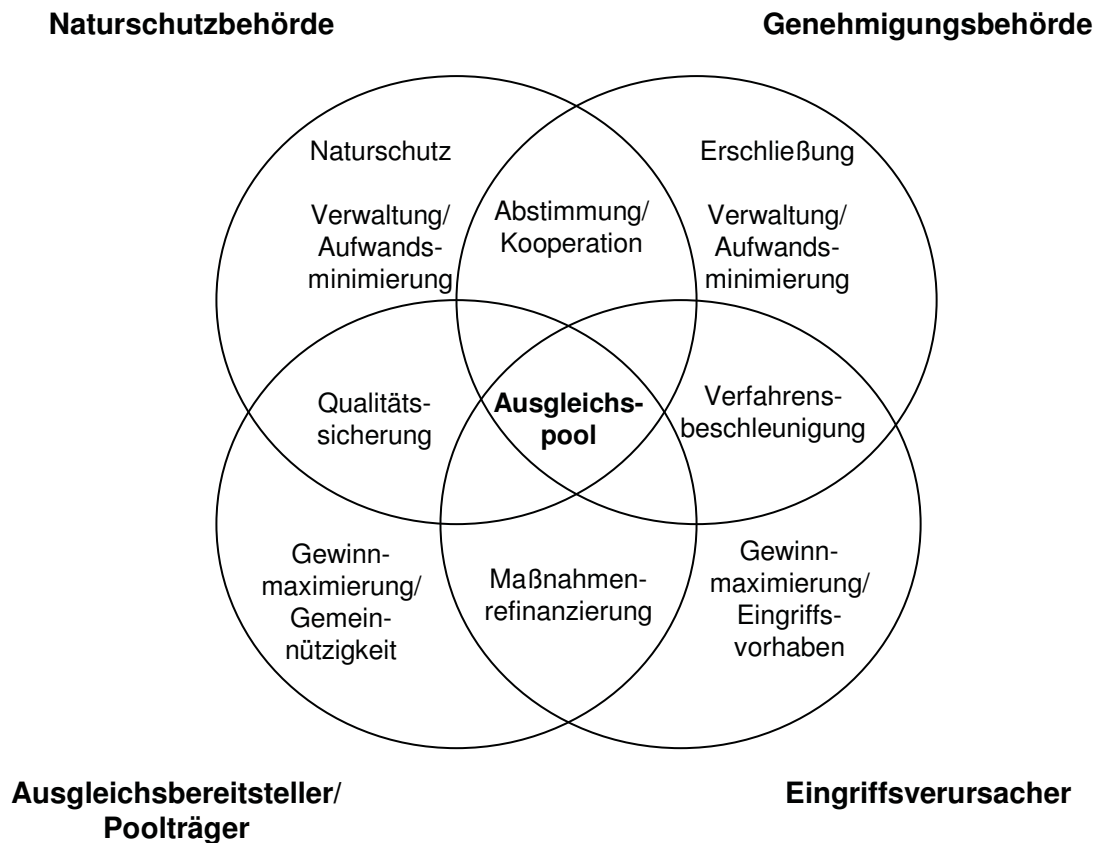 Naturschutzbehörde
Genehmigungsbehörde
Naturschutz
Verwaltung/
Aufwands-
minimierung
Abstimmung/
Kooperation
Erschließung
Verwaltung/
Aufwands-
minimierung
Qualitäts-
sicherung
Ausgleichs-
pool
Verfahrens-
beschleunigung
Gewinn-
maximierung/
Gemein-
nützigkeit
Maßnahmen-
refinanzierung
Gewinn-
maximierung/
Eingriffs-
vorhaben
Ausgleichsbereitsteller/
Poolträger
Eingriffsverursacher